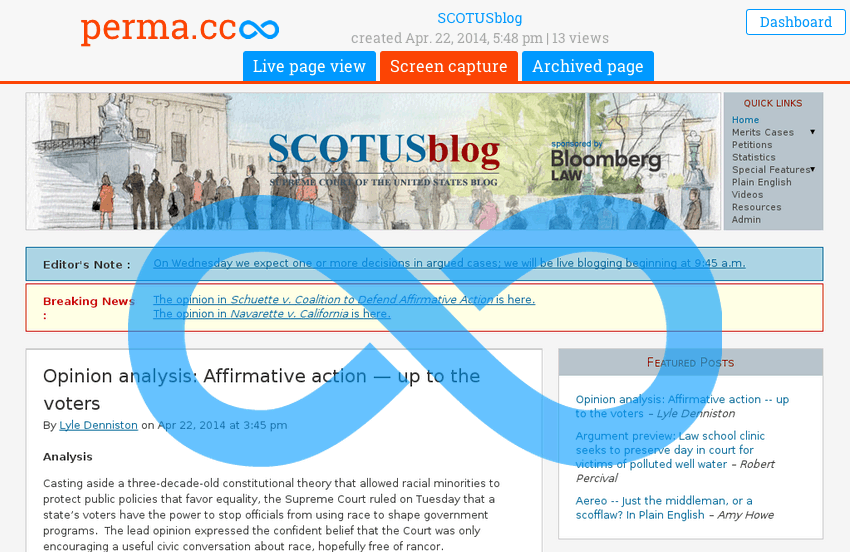 perma.cc
SCOTUSblog
created Apr. 22, 2014, 5:48 pm | 13 views
Dashboard
Live page view
Screen capture
Archived page
SCOTUSblog
SUPREME COURT OF THE UNITED STATES BLOG
sponsored by
Bloomberg
LAW
QUICK LINKS
Home
Merits Cases ▼
Petitions
Statistics
Special Features ▼
Plain English
Videos
Resources
Admin
Editor's Note : On Wednesday we expect one or more decisions in argued cases; we will be live blogging beginning at 9:45 a.m.
Breaking News : The opinion in Schuette v. Coalition to Defend Affirmative Action is here.
The opinion in Navarette v. California is here.
Opinion analysis: Affirmative action — up to the
voters
By Lyle Denniston on Apr 22, 2014 at 3:45 pm
Analysis
Casting aside a three-decade-old constitutional theory that allowed racial minorities to
protect public policies that favor equality, the Supreme Court ruled on Tuesday that a
state's voters have the power to stop officials from using race to shape government
programs.  The lead opinion expressed the confident belief that the Court was only
encouraging a useful civic conversation about race, hopefully free of rancor.
FEATURED POSTS
Opinion analysis: Affirmative action -- up
to the voters – Lyle Denniston
Argument preview: Law school clinic
seeks to preserve day in court for
victims of polluted well water – Robert
Percival
Aereo -- Just the middleman, or a
scofflaw? In Plain English – Amy Howe